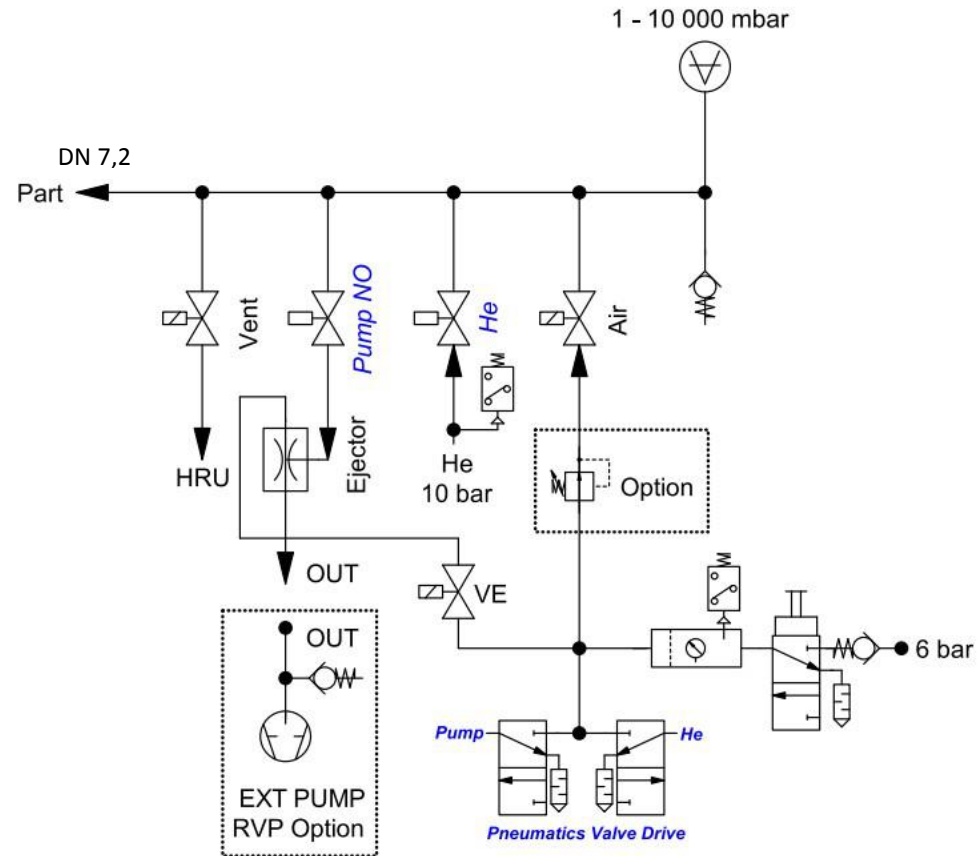 1 - 10 000 mbar
DN 7,2
Part
Vent
Pump NO
He
Air
HRU
Ejector
He
10 bar
Option
OUT
VE
OUT
6 bar
Pump
He
EXT PUMP
RVP Option
Pneumatics Valve Drive